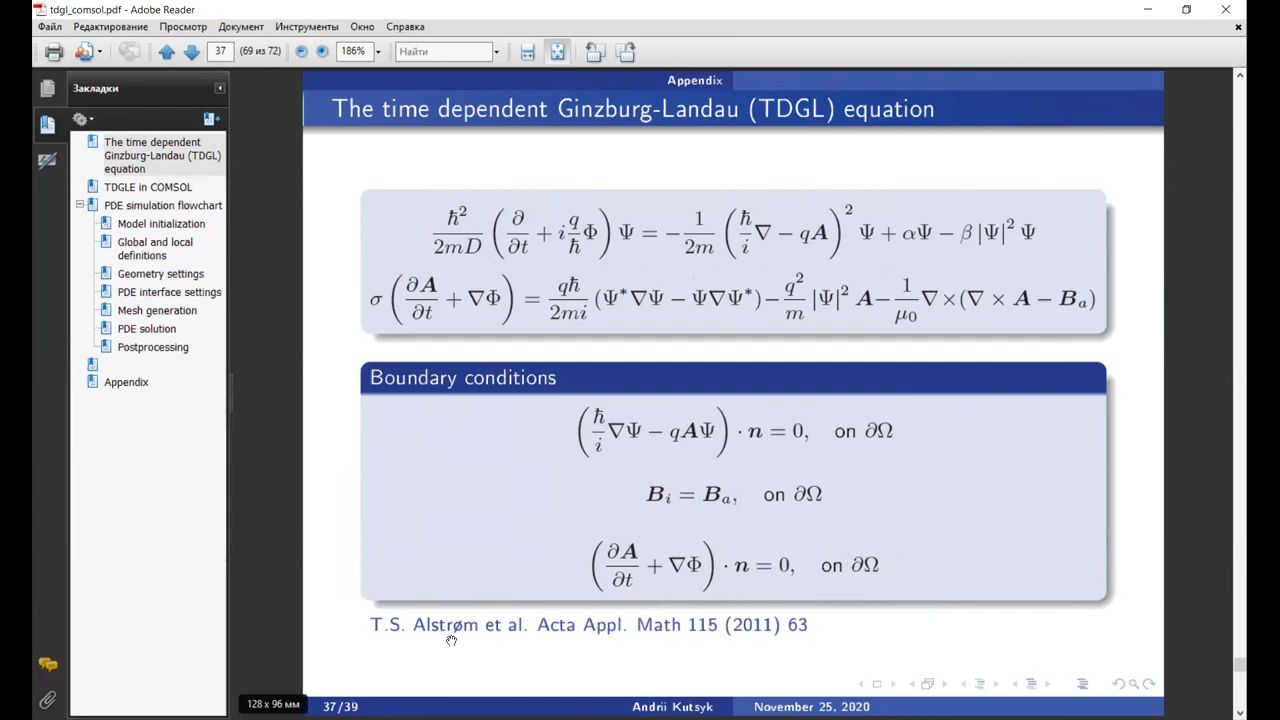 tdgl_comsol.pdf - Adobe Reader
Файл Редактирование Просмотр Документ Инструменты Окно Справка
37 (69 из 72) 186% Найти
Закладки
The time dependent
Ginzburg-Landau (TDGL)
equation
TDGLE in COMSOL
PDE simulation flowchart
Model initialization
Global and local
definitions
Geometry settings
PDE interface settings
Mesh generation
PDE solution
Postprocessing
Appendix
128 x 96 мм
Appendix
The time dependent Ginzburg-Landau (TDGL) equation
ħ²/2mD (∂/∂t + i q/ħ Φ) Ψ = −1/2m (ħ/i ∇ − qA)² Ψ + αΨ − β |Ψ|² Ψ
σ (∂A/∂t + ∇Φ) = qħ/2mi (Ψ*∇Ψ − Ψ∇Ψ*) − q²/m |Ψ|² A − 1/μ₀ ∇×(∇ × A − Bₐ)
Boundary conditions
(ħ/i ∇Ψ − qAΨ) · n = 0, on ∂Ω
Bᵢ = Bₐ, on ∂Ω
(∂A/∂t + ∇Φ) · n = 0, on ∂Ω
T.S. Alstrøm et al. Acta Appl. Math 115 (2011) 63
37/39 Andrii Kutsyk November 25, 2020